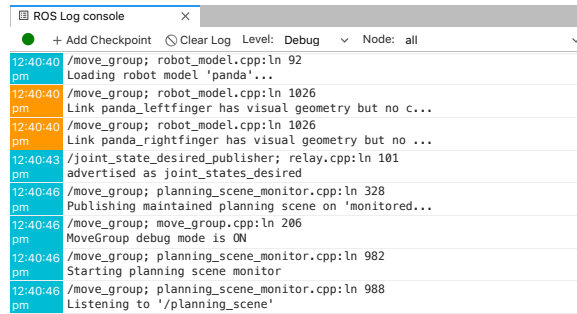 ROS Log console
+ Add Checkpoint Clear Log Level: Debug Node: all
12:40:40 pm /move_group; robot_model.cpp:ln 92
Loading robot model 'panda'...
12:40:40 pm /move_group; robot_model.cpp:ln 1026
Link panda_leftfinger has visual geometry but no c...
12:40:40 pm /move_group; robot_model.cpp:ln 1026
Link panda_rightfinger has visual geometry but no ...
12:40:43 pm /joint_state_desired_publisher; relay.cpp:ln 101
advertised as joint_states_desired
12:40:46 pm /move_group; planning_scene_monitor.cpp:ln 328
Publishing maintained planning scene on 'monitored...
12:40:46 pm /move_group; move_group.cpp:ln 206
MoveGroup debug mode is ON
12:40:46 pm /move_group; planning_scene_monitor.cpp:ln 982
Starting planning scene monitor
12:40:46 pm /move_group; planning_scene_monitor.cpp:ln 988
Listening to '/planning_scene'